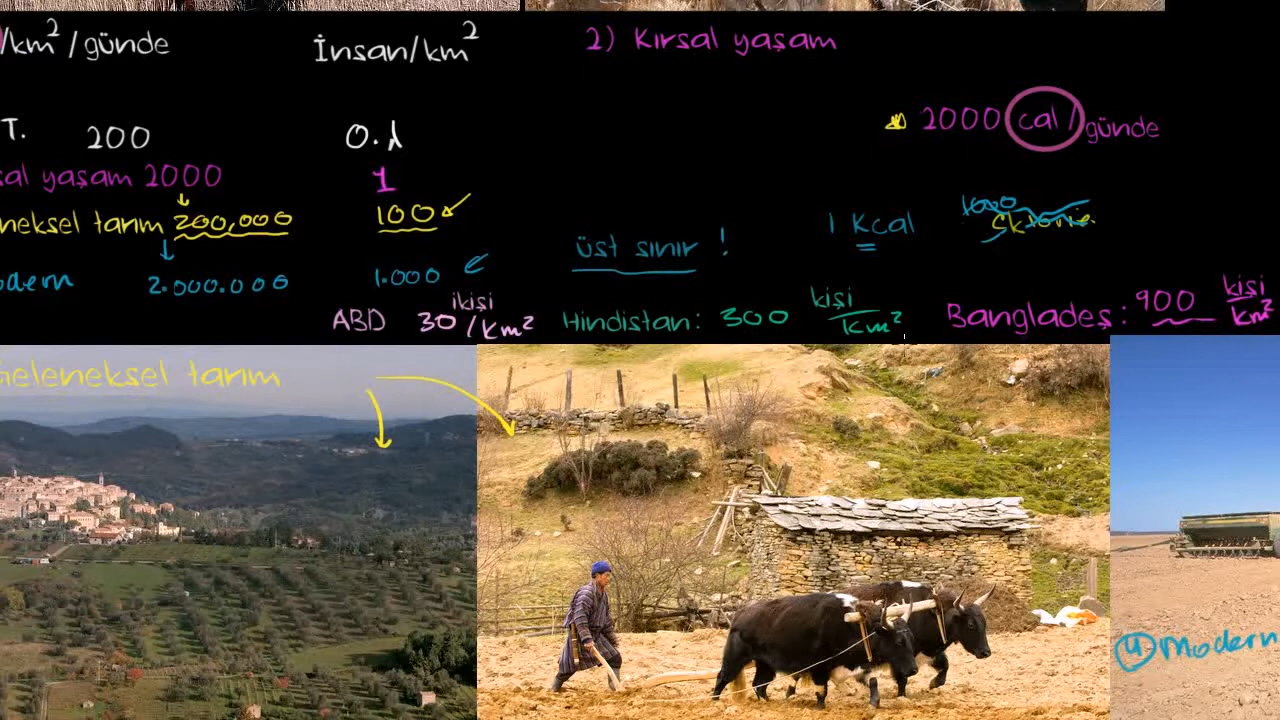 /km²/günde
İnsan/km²
2) Kırsal yaşam
2000 cal/günde
T. 200 0.1
sal yaşam 2000 1
neksel tarım 200,000 100
1 Kcal
1000
üst sınır !
odern 2.000.000 1.000
ABD 30 kişi/km²
Hindistan: 300 kişi/km²
Bangladeş: 900 kişi/km²
Geleneksel tarım
4 Modern